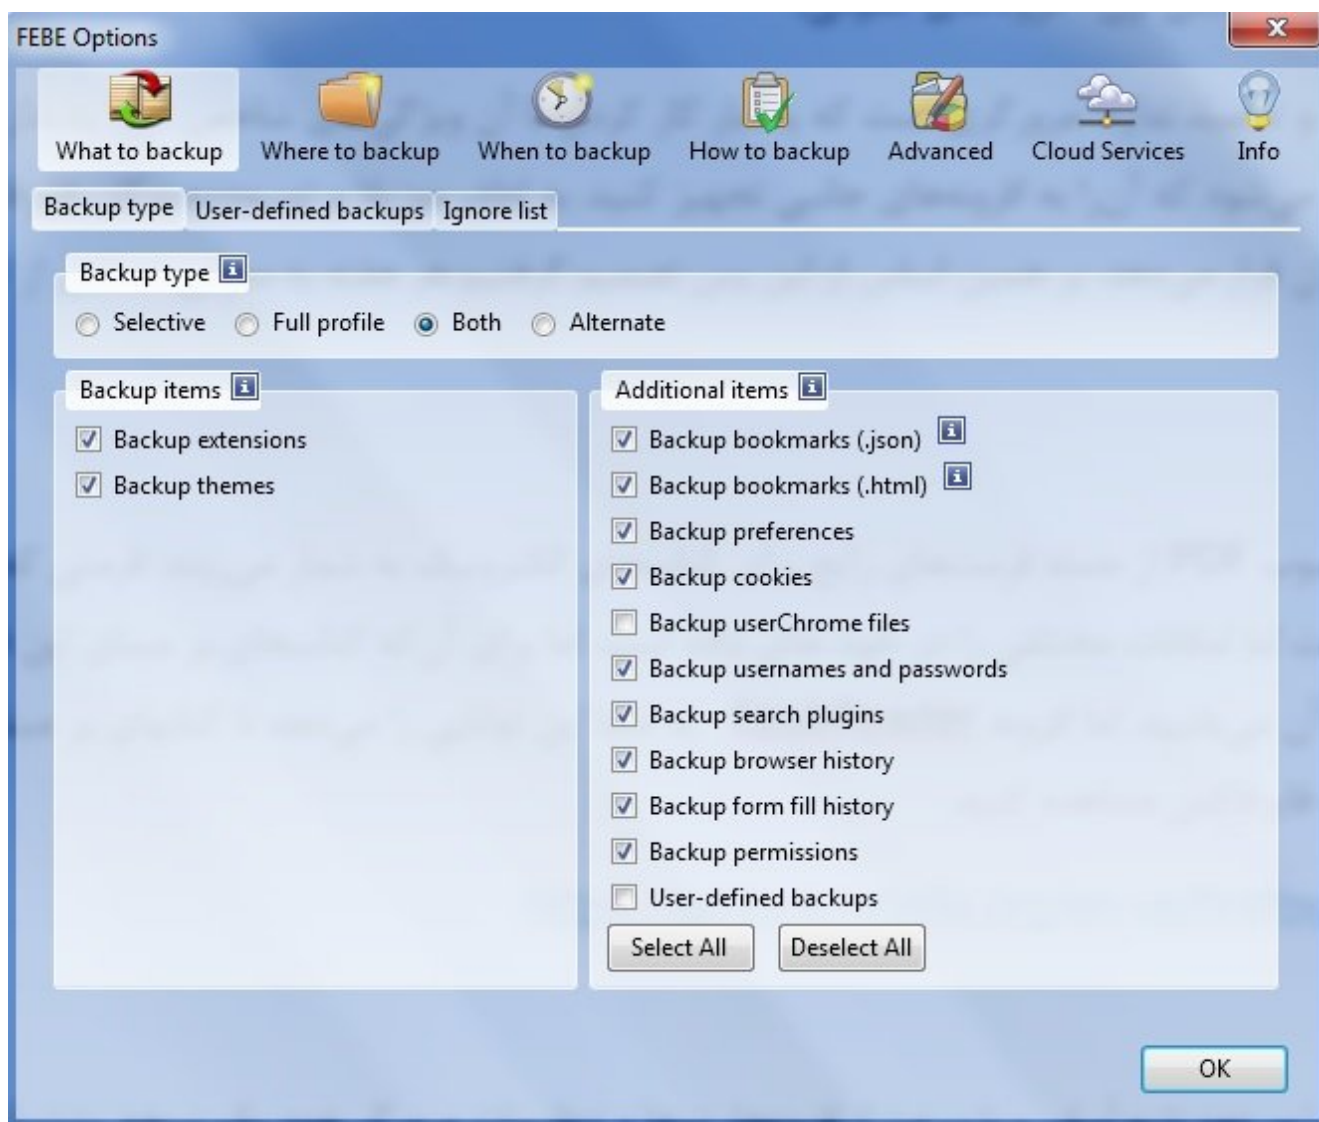 FEBE Options
What to backup Where to backup When to backup How to backup Advanced Cloud Services Info
Backup type User-defined backups Ignore list
Backup type
Selective Full profile Both Alternate
Backup items
Backup extensions
Backup themes
Additional items
Backup bookmarks (.json)
Backup bookmarks (.html)
Backup preferences
Backup cookies
Backup userChrome files
Backup usernames and passwords
Backup search plugins
Backup browser history
Backup form fill history
Backup permissions
User-defined backups
Select All Deselect All
OK